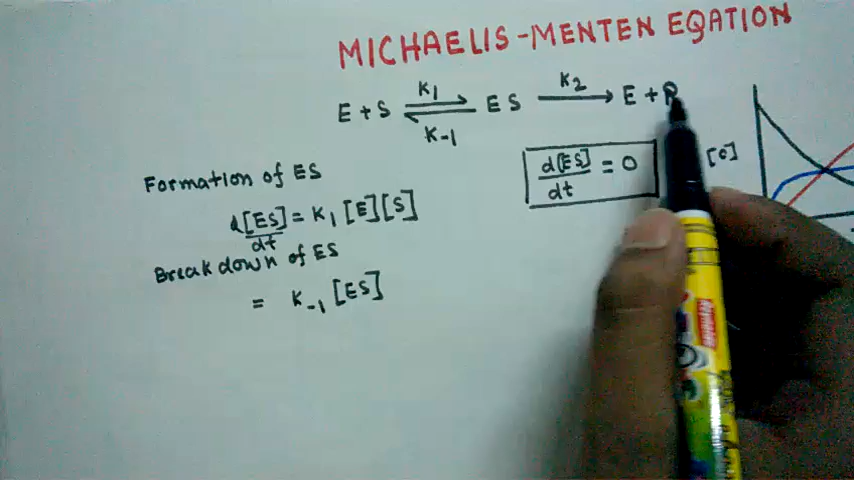 MICHAELIS-MENTEN EQATION
E + S ⇌ ES → E + P
K1 K2
K-1
Formation of ES
d[ES]/dt = K1 [E][S]
d[ES]/dt = 0
[c]
Break down of ES
= K-1 [ES]